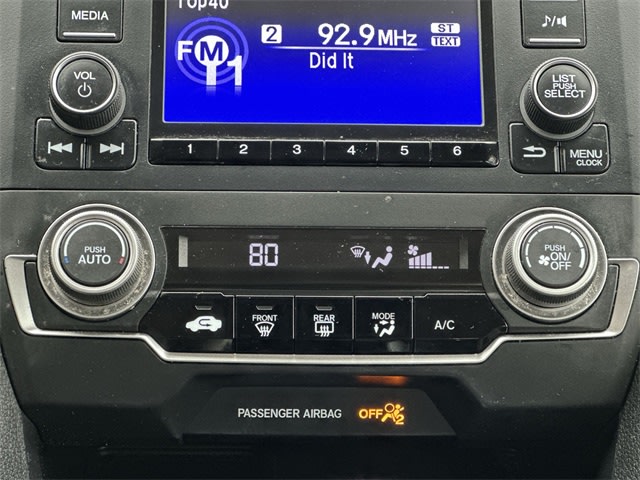 Top40
MEDIA
2 92.9MHz ST
TEXT
FM1
Did It
VOL
LIST
PUSH
SELECT
1 2 3 4 5 6
MENU
CLOCK
PUSH
AUTO
80
PUSH
ON/
OFF
FRONT
REAR
MODE
A/C
PASSENGER AIRBAG OFF 2